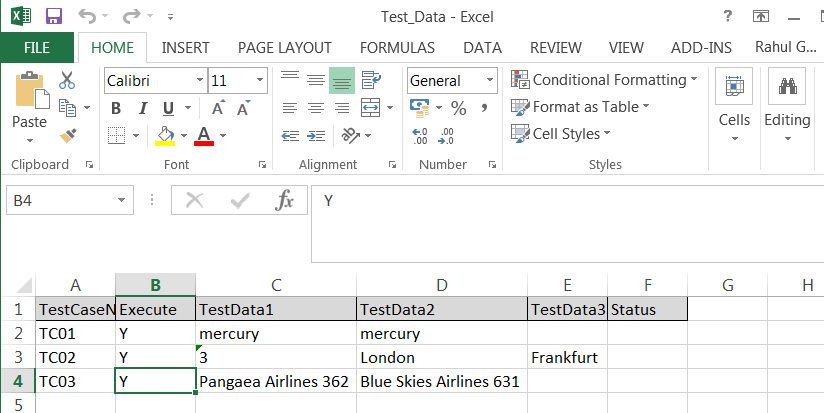 Test_Data - Excel
?
FILE HOME INSERT PAGE LAYOUT FORMULAS DATA REVIEW VIEW ADD-INS Rahul G...
Paste
Calibri 11
B I U A A
A
General
% ,
←.0 .00
.00 →.0
Conditional Formatting
Format as Table
Cell Styles
Cells
Editing
Clipboard Font Alignment Number Styles
B4 fx Y
A B C D E F G H
1 TestCaseN Execute TestData1 TestData2 TestData3 Status
2 TC01 Y mercury mercury
3 TC02 Y 3 London Frankfurt
4 TC03 Y Pangaea Airlines 362 Blue Skies Airlines 631
5